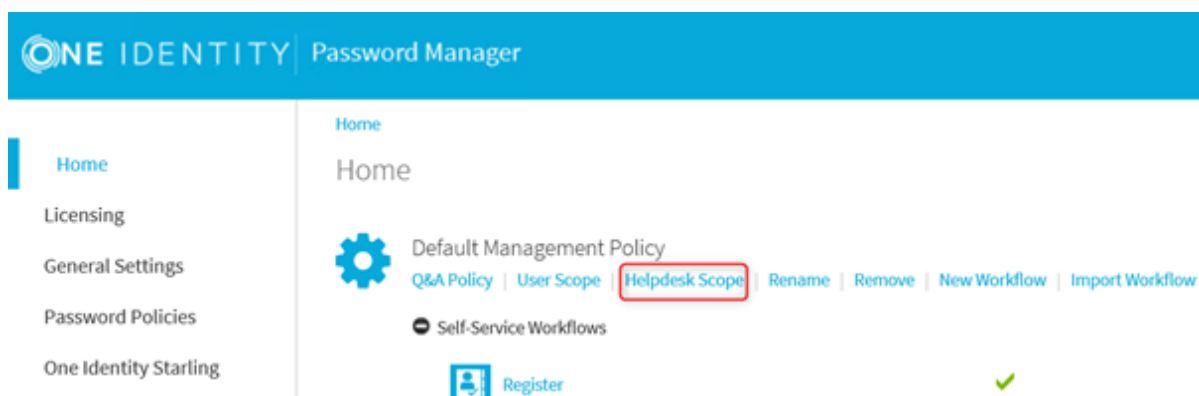 ONE IDENTITY Password Manager
Home
Home
Home
Licensing
General Settings
Password Policies
One Identity Starling
Default Management Policy
Q&A Policy | User Scope | Helpdesk Scope | Rename | Remove | New Workflow | Import Workflow
Self-Service Workflows
Register